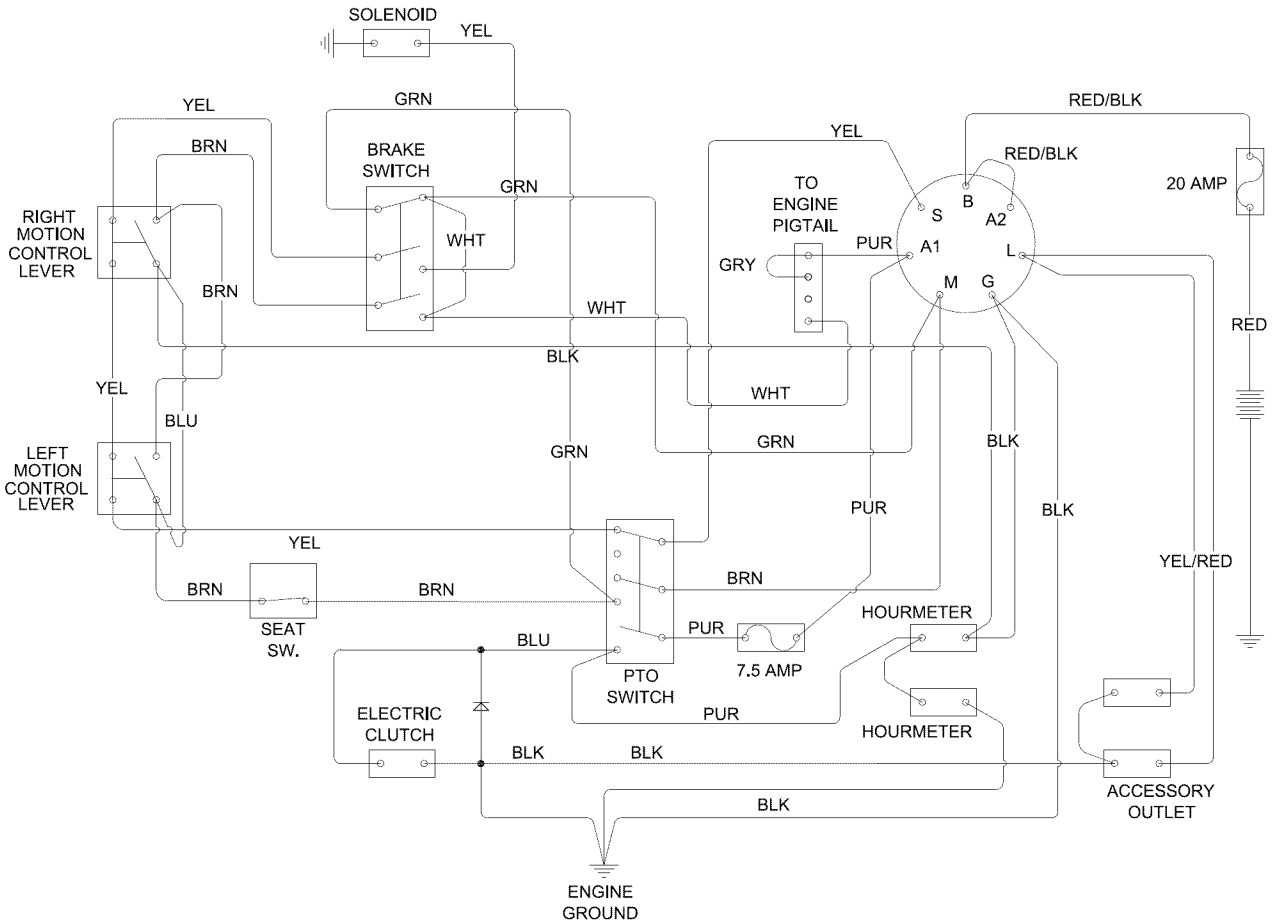 SOLENOID
YEL
GRN
YEL
RED/BLK
BRN
BRAKE
SWITCH
YEL
RED/BLK
20 AMP
TO
ENGINE
PIGTAIL
GRN
B
S
A2
RIGHT
MOTION
CONTROL
LEVER
WHT
PUR
A1
L
GRY
M
G
BRN
WHT
RED
BLK
YEL
WHT
BLU
GRN
BLK
LEFT
MOTION
CONTROL
LEVER
GRN
PUR
BLK
YEL
YEL/RED
BRN
BRN
BRN
HOURMETER
SEAT
SW.
BLU
PUR
7.5 AMP
PTO
SWITCH
PUR
ELECTRIC
CLUTCH
HOURMETER
BLK
BLK
ACCESSORY
OUTLET
BLK
ENGINE
GROUND